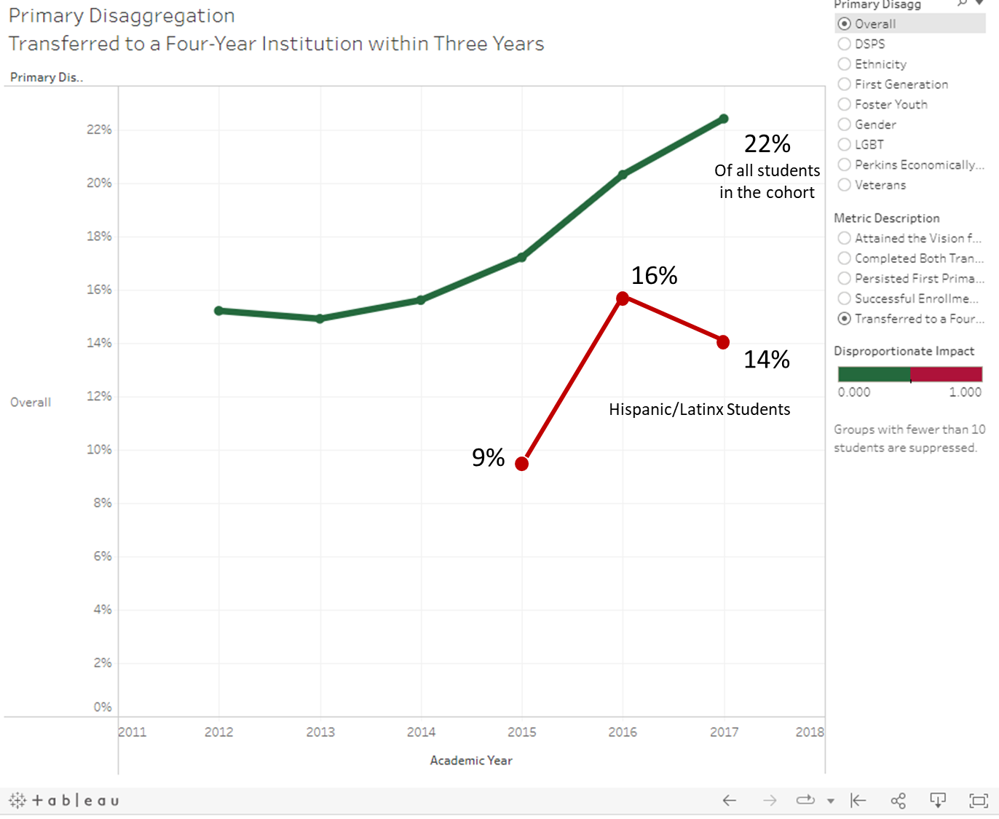 Primary Disaggregation
Transferred to a Four-Year Institution within Three Years
Primary Dis..
22%
20%
18%
16%
14%
12%
10%
8%
6%
4%
2%
0%
Overall
22%
Of all students
in the cohort
16%
14%
Hispanic/Latinx Students
9%
2011
2012
2013
2014
2015
2016
2017
2018
Academic Year
Primary Disagg
Overall
DSPS
Ethnicity
First Generation
Foster Youth
Gender
LGBT
Perkins Economically...
Veterans
Metric Description
Attained the Vision f...
Completed Both Tran...
Persisted First Prima...
Successful Enrollme...
Transferred to a Four...
Disproportionate Impact
0.000 1.000
Groups with fewer than 10
students are suppressed.
+ a b l e a u